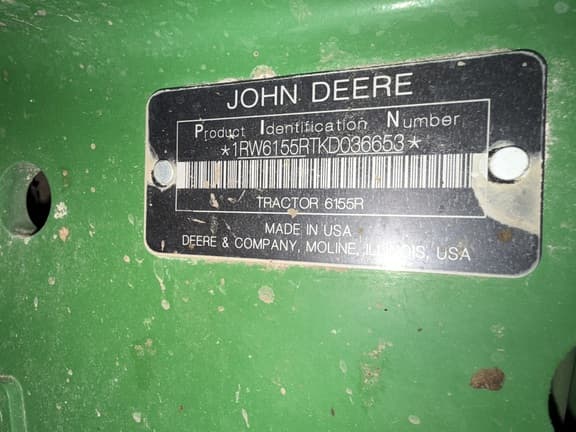 JOHN DEERE
Product Identification Number
*1RW6155RTKD036653*
TRACTOR 6155R
MADE IN USA
DEERE & COMPANY, MOLINE, ILLINOIS, USA